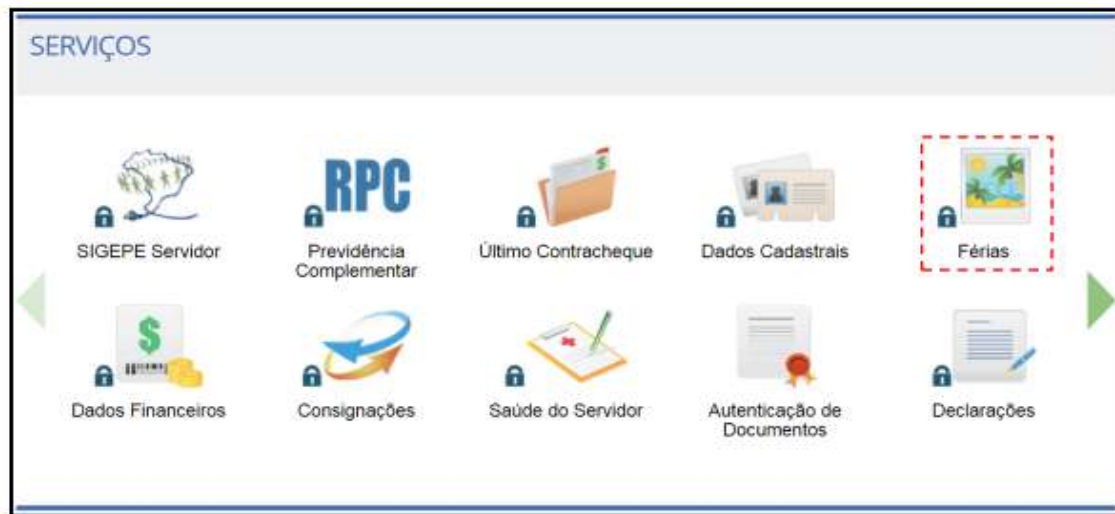 SERVIÇOS
SIGEPE Servidor
RPC
Previdência
Complementar
$
Último Contracheque
Dados Cadastrais
Férias
$
Dados Financeiros
Consignações
Saúde do Servidor
Autenticação de
Documentos
Declarações